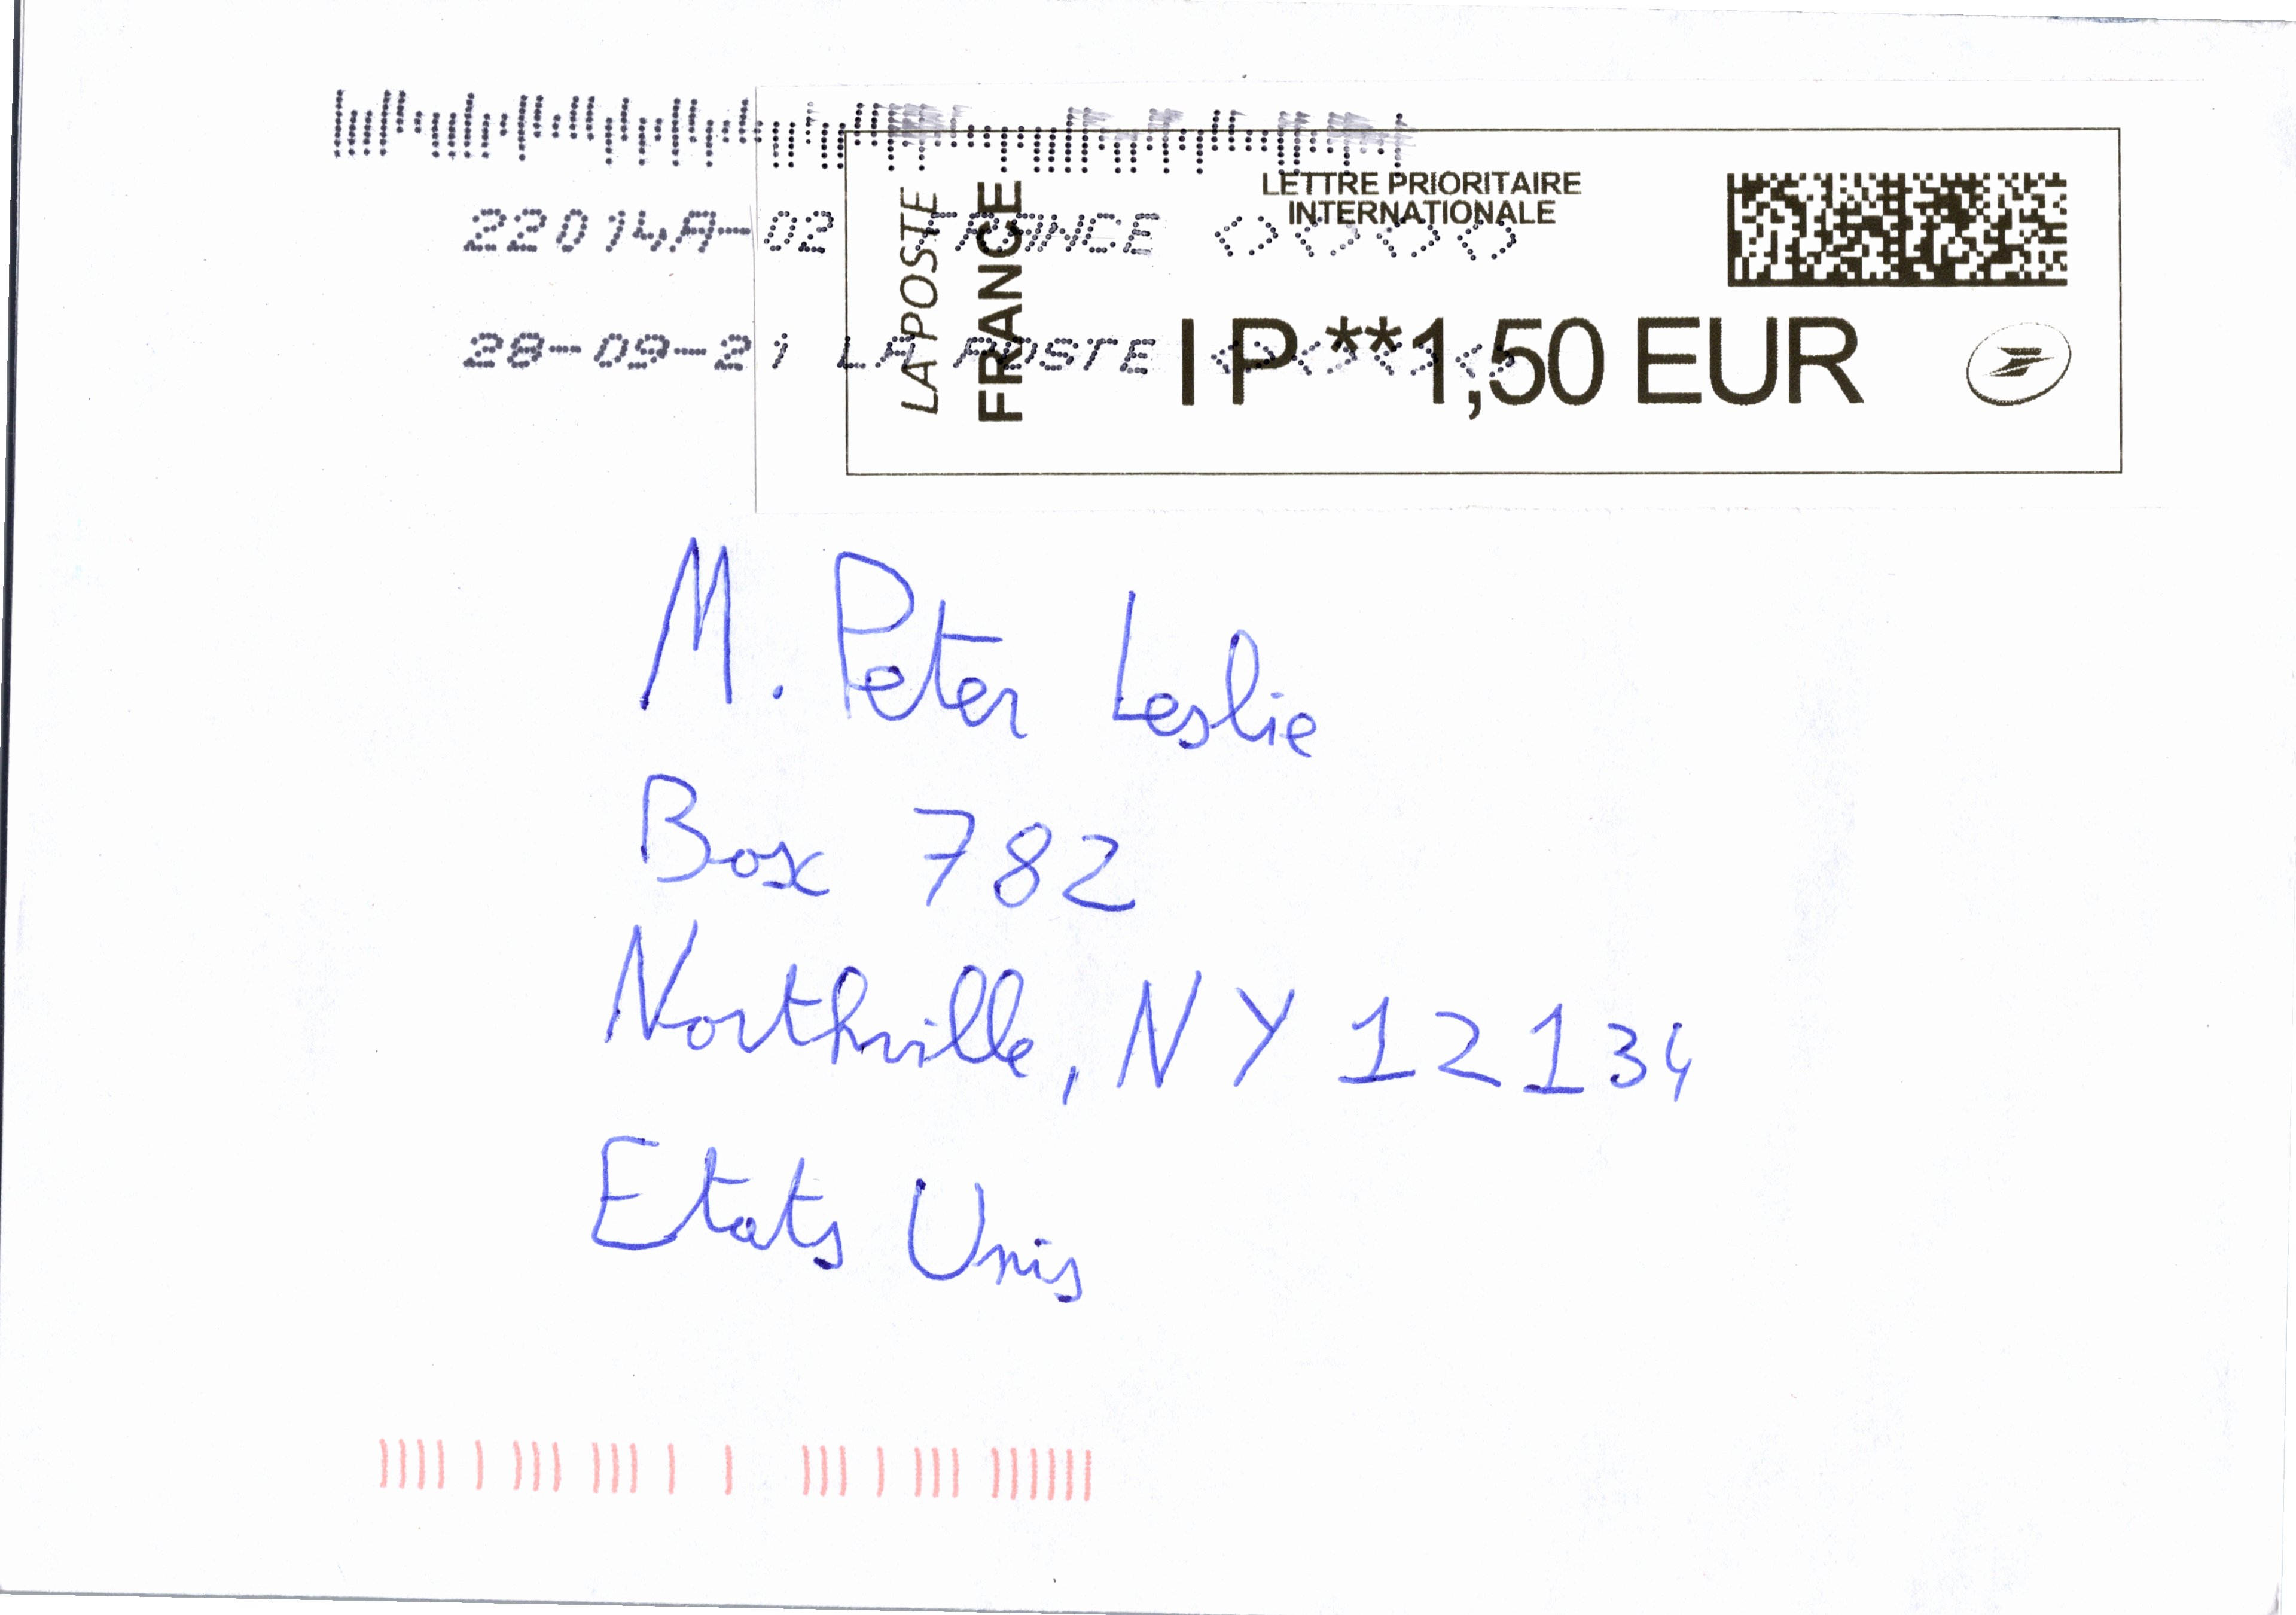 22014A-02 FRANCE <><><><>
28-09-21 LA POSTE <><><><>
LA POSTE
FRANCE
LETTRE PRIORITAIRE
INTERNATIONALE
IP **1,50 EUR
M. Peter Leslie
Box 782
Northville, NY 12134
Etats Unis